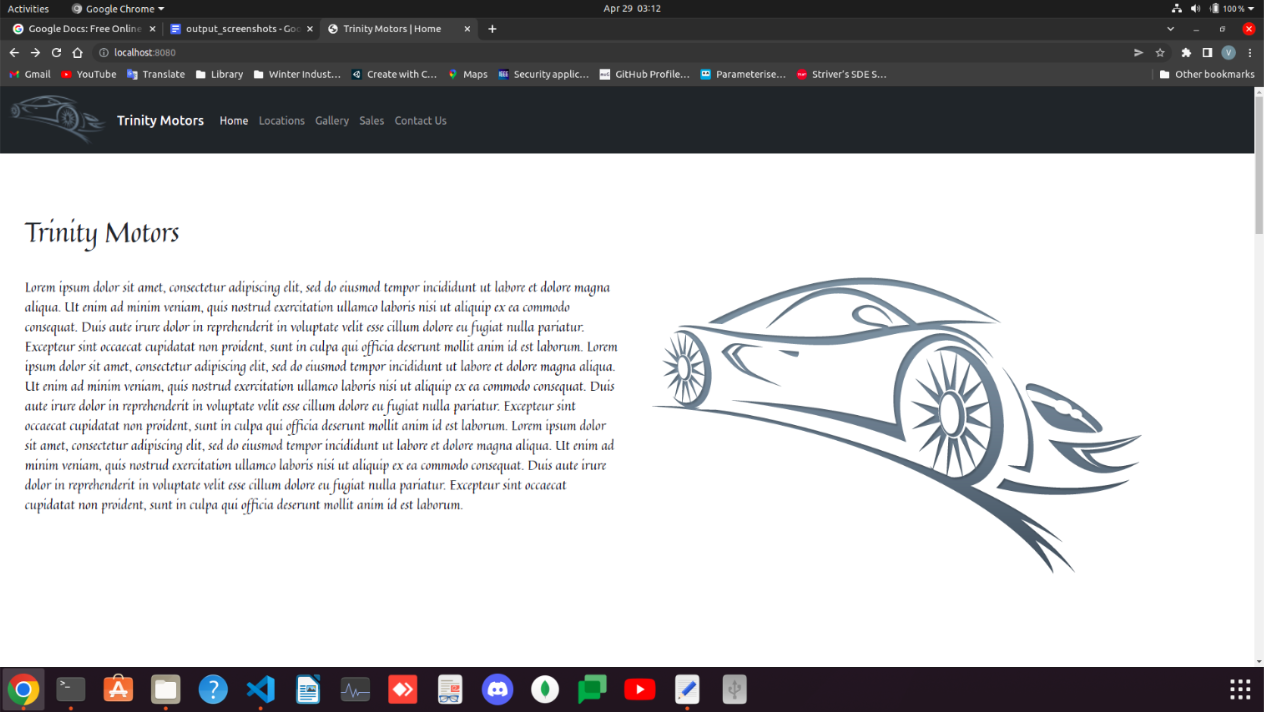 Activities Google Chrome Apr 29 03:12 100%
Google Docs: Free Online output_screenshots - Goo Trinity Motors | Home
localhost:8080
Gmail YouTube Translate Library Winter Indust... Create with C... Maps Security applic... GitHub Profile... Parameterise... Striver's SDE S... Other bookmarks
Trinity Motors Home Locations Gallery Sales Contact Us
Trinity Motors
Lorem ipsum dolor sit amet, consectetur adipiscing elit, sed do eiusmod tempor incididunt ut labore et dolore magna
aliqua. Ut enim ad minim veniam, quis nostrud exercitation ullamco laboris nisi ut aliquip ex ea commodo
consequat. Duis aute irure dolor in reprehenderit in voluptate velit esse cillum dolore eu fugiat nulla pariatur.
Excepteur sint occaecat cupidatat non proident, sunt in culpa qui officia deserunt mollit anim id est laborum. Lorem
ipsum dolor sit amet, consectetur adipiscing elit, sed do eiusmod tempor incididunt ut labore et dolore magna aliqua.
Ut enim ad minim veniam, quis nostrud exercitation ullamco laboris nisi ut aliquip ex ea commodo consequat. Duis
aute irure dolor in reprehenderit in voluptate velit esse cillum dolore eu fugiat nulla pariatur. Excepteur sint
occaecat cupidatat non proident, sunt in culpa qui officia deserunt mollit anim id est laborum. Lorem ipsum dolor
sit amet, consectetur adipiscing elit, sed do eiusmod tempor incididunt ut labore et dolore magna aliqua. Ut enim ad
minim veniam, quis nostrud exercitation ullamco laboris nisi ut aliquip ex ea commodo consequat. Duis aute irure
dolor in reprehenderit in voluptate velit esse cillum dolore eu fugiat nulla pariatur. Excepteur sint occaecat
cupidatat non proident, sunt in culpa qui officia deserunt mollit anim id est laborum.